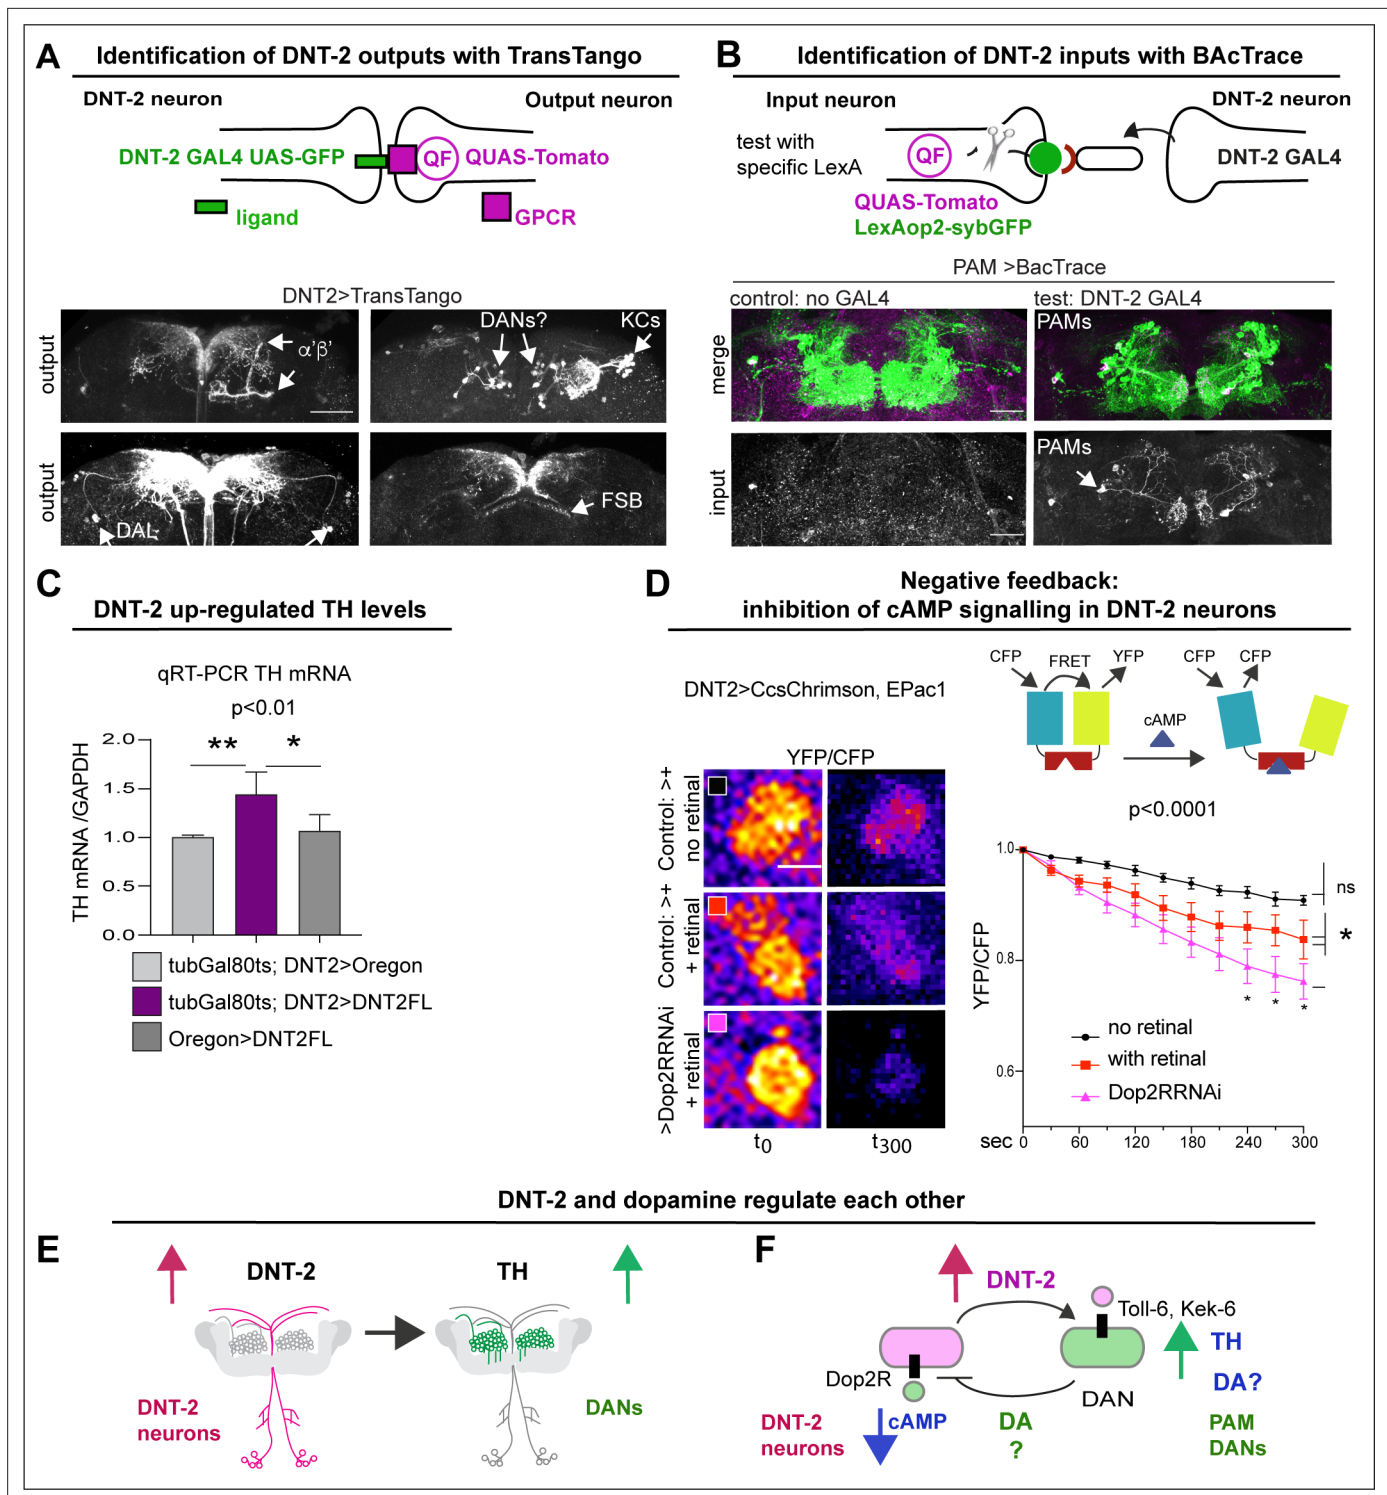 A
Identification of DNT-2 outputs with TransTango
DNT-2 neuron
Output neuron
DNT-2 GAL4 UAS-GFP
QF
QUAS-Tomato
ligand
GPCR
DNT2>TransTango
output
α'β'
DANs?
KCs
output
DAL
FSB
B
Identification of DNT-2 inputs with BAcTrace
Input neuron
DNT-2 neuron
test with
specific LexA
QF
DNT-2 GAL4
QUAS-Tomato
LexAop2-sybGFP
PAM >BacTrace
control: no GAL4
test: DNT-2 GAL4
merge
PAMs
input
PAMs
C
DNT-2 up-regulated TH levels
qRT-PCR TH mRNA
p<0.01
TH mRNA /GAPDH
2.0
1.5
1.0
0.5
0.0
**
*
tubGal80ts; DNT2>Oregon
tubGal80ts; DNT2>DNT2FL
Oregon>DNT2FL
D
Negative feedback:
inhibition of cAMP signalling in DNT-2 neurons
DNT2>CcsChrimson, EPac1
CFP
FRET
YFP
cAMP
CFP
CFP
YFP/CFP
Control: >+
no retinal
Control: >+
+ retinal
>Dop2RRNAi
+ retinal
t0
t300
p<0.0001
YFP/CFP
1.0
0.8
0.6
ns
*
* * *
no retinal
with retinal
Dop2RRNAi
sec 0 60 120 180 240 300
DNT-2 and dopamine regulate each other
E
DNT-2
TH
DNT-2
neurons
DANs
F
DNT-2
Toll-6, Kek-6
TH
DA?
Dop2R
DAN
cAMP
DNT-2
neurons
DA
?
PAM
DANs